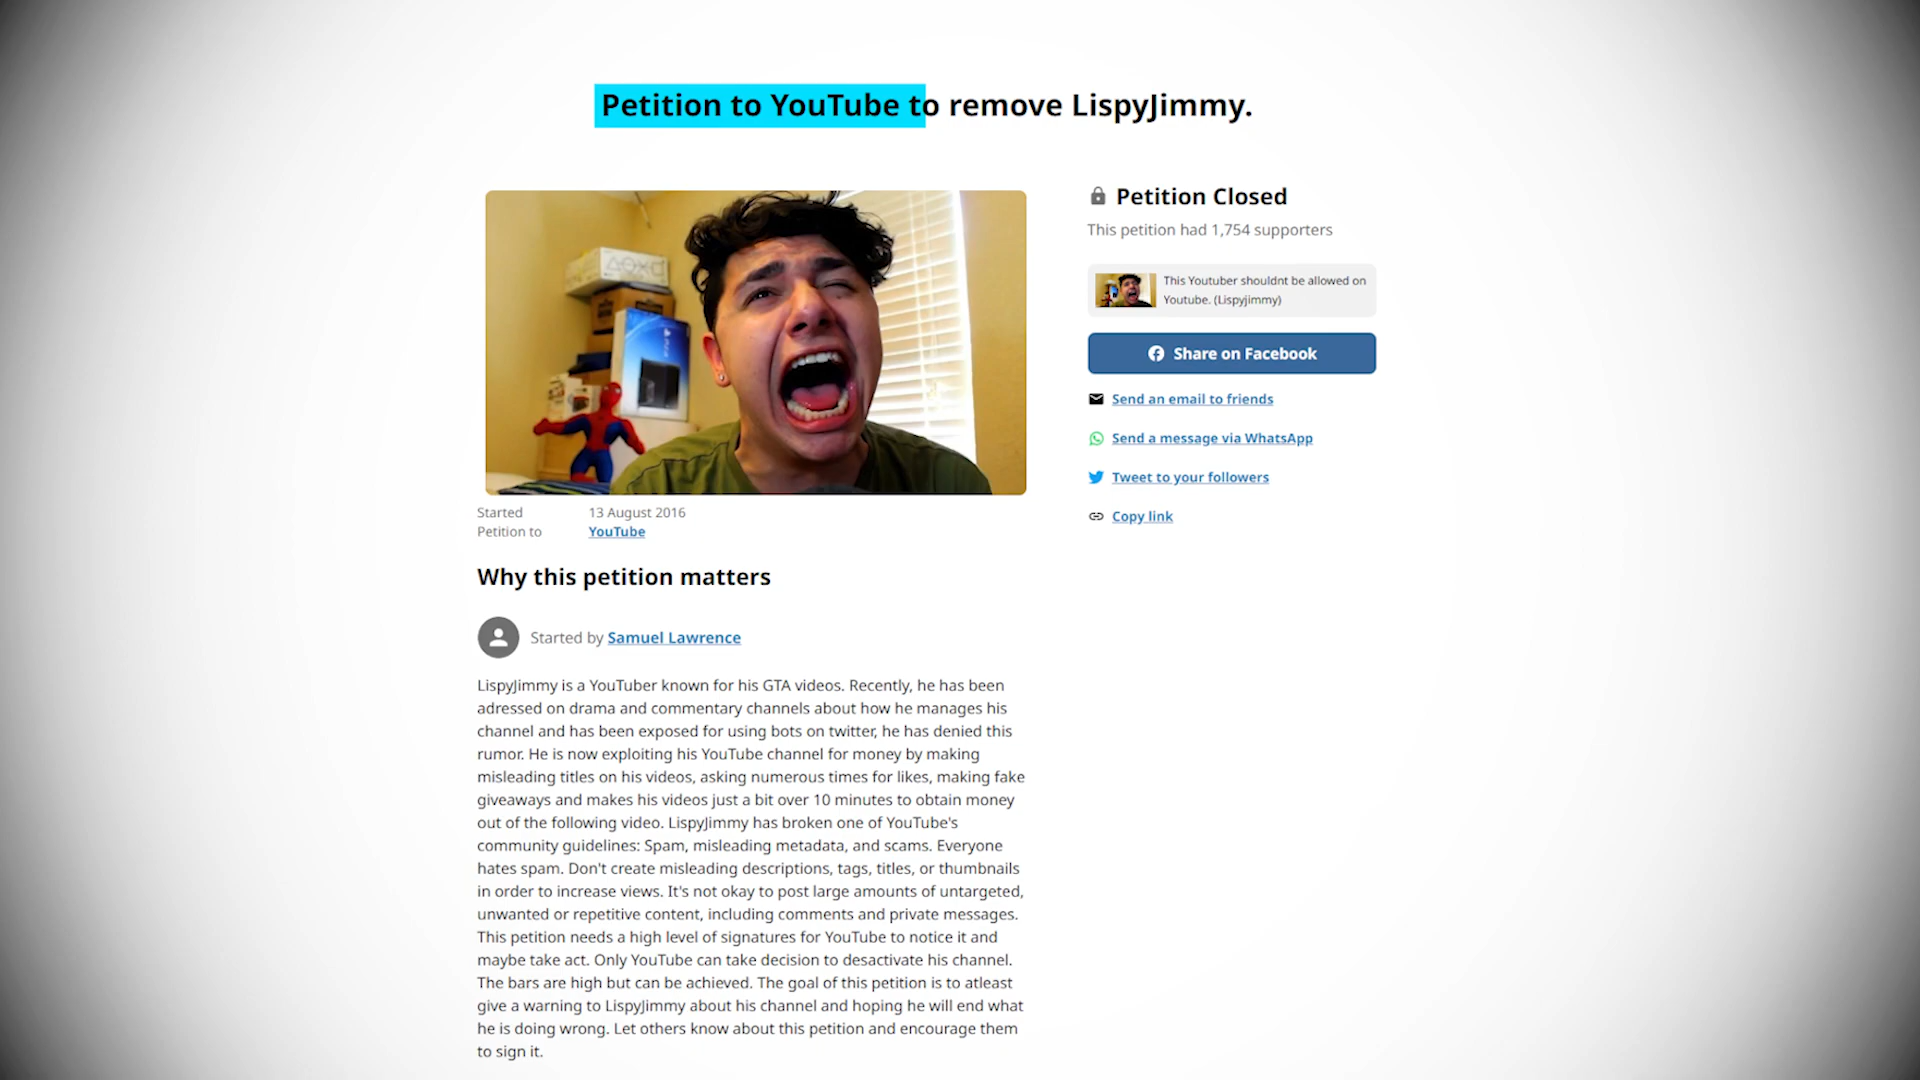 Petition to YouTube to remove LispyJimmy.
Petition Closed
This petition had 1,754 supporters
This Youtuber shouldnt be allowed on
Youtube. (Lispyjimmy)
Share on Facebook
Send an email to friends
Send a message via WhatsApp
Tweet to your followers
Copy link
Started 13 August 2016
Petition to YouTube
Why this petition matters
Started by Samuel Lawrence
LispyJimmy is a YouTuber known for his GTA videos. Recently, he has been
adressed on drama and commentary channels about how he manages his
channel and has been exposed for using bots on twitter, he has denied this
rumor. He is now exploiting his YouTube channel for money by making
misleading titles on his videos, asking numerous times for likes, making fake
giveaways and makes his videos just a bit over 10 minutes to obtain money
out of the following video. LispyJimmy has broken one of YouTube's
community guidelines: Spam, misleading metadata, and scams. Everyone
hates spam. Don't create misleading descriptions, tags, titles, or thumbnails
in order to increase views. It's not okay to post large amounts of untargeted,
unwanted or repetitive content, including comments and private messages.
This petition needs a high level of signatures for YouTube to notice it and
maybe take act. Only YouTube can take decision to desactivate his channel.
The bars are high but can be achieved. The goal of this petition is to atleast
give a warning to LispyJimmy about his channel and hoping he will end what
he is doing wrong. Let others know about this petition and encourage them
to sign it.